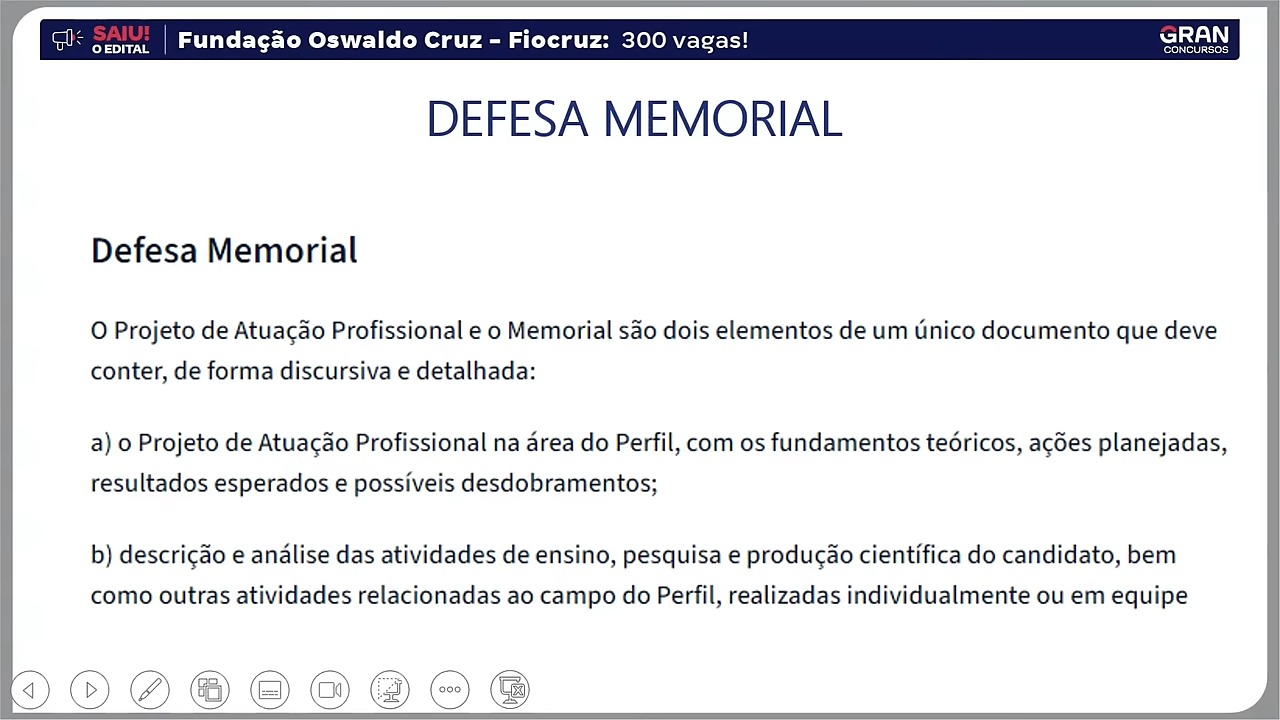 SAIU!
O EDITAL
Fundação Oswaldo Cruz – Fiocruz: 300 vagas!
GRAN
CONCURSOS
DEFESA MEMORIAL
Defesa Memorial
O Projeto de Atuação Profissional e o Memorial são dois elementos de um único documento que deve
conter, de forma discursiva e detalhada:
a) o Projeto de Atuação Profissional na área do Perfil, com os fundamentos teóricos, ações planejadas,
resultados esperados e possíveis desdobramentos;
b) descrição e análise das atividades de ensino, pesquisa e produção científica do candidato, bem
como outras atividades relacionadas ao campo do Perfil, realizadas individualmente ou em equipe